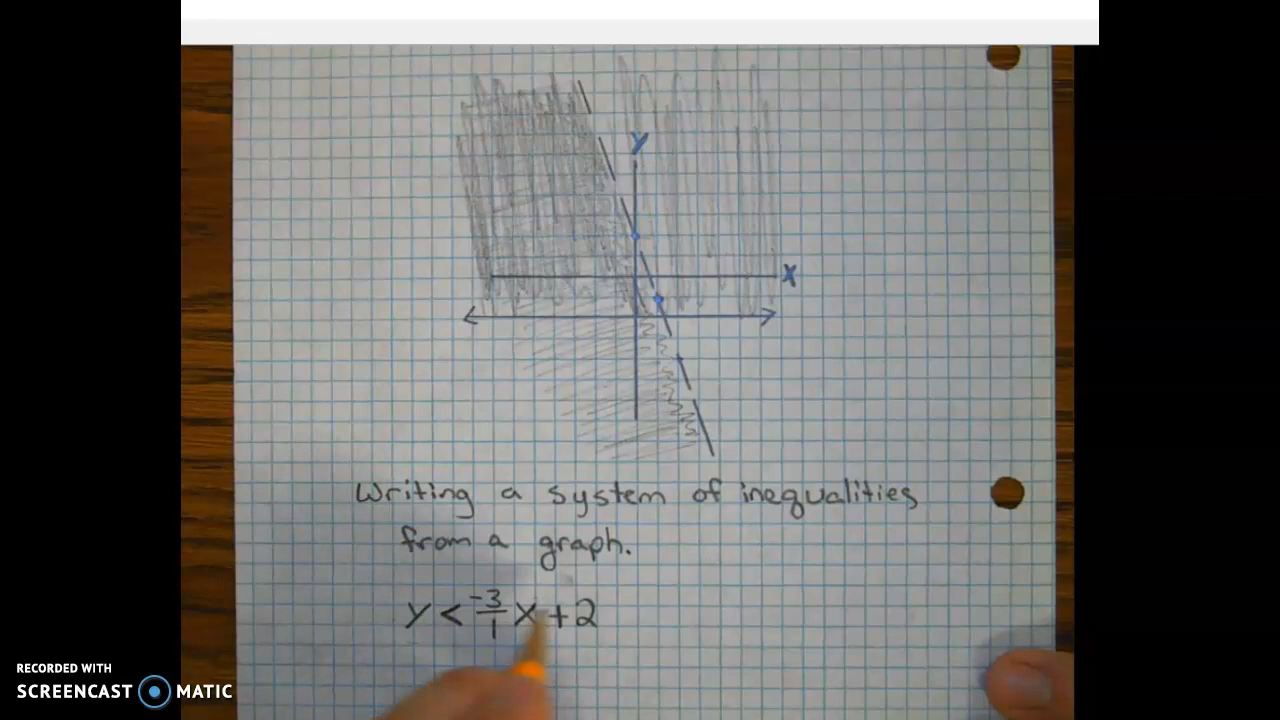 Y
X
Writing a system of inequalities
from a graph.
y < -3/1 x + 2
RECORDED WITH
SCREENCAST MATIC